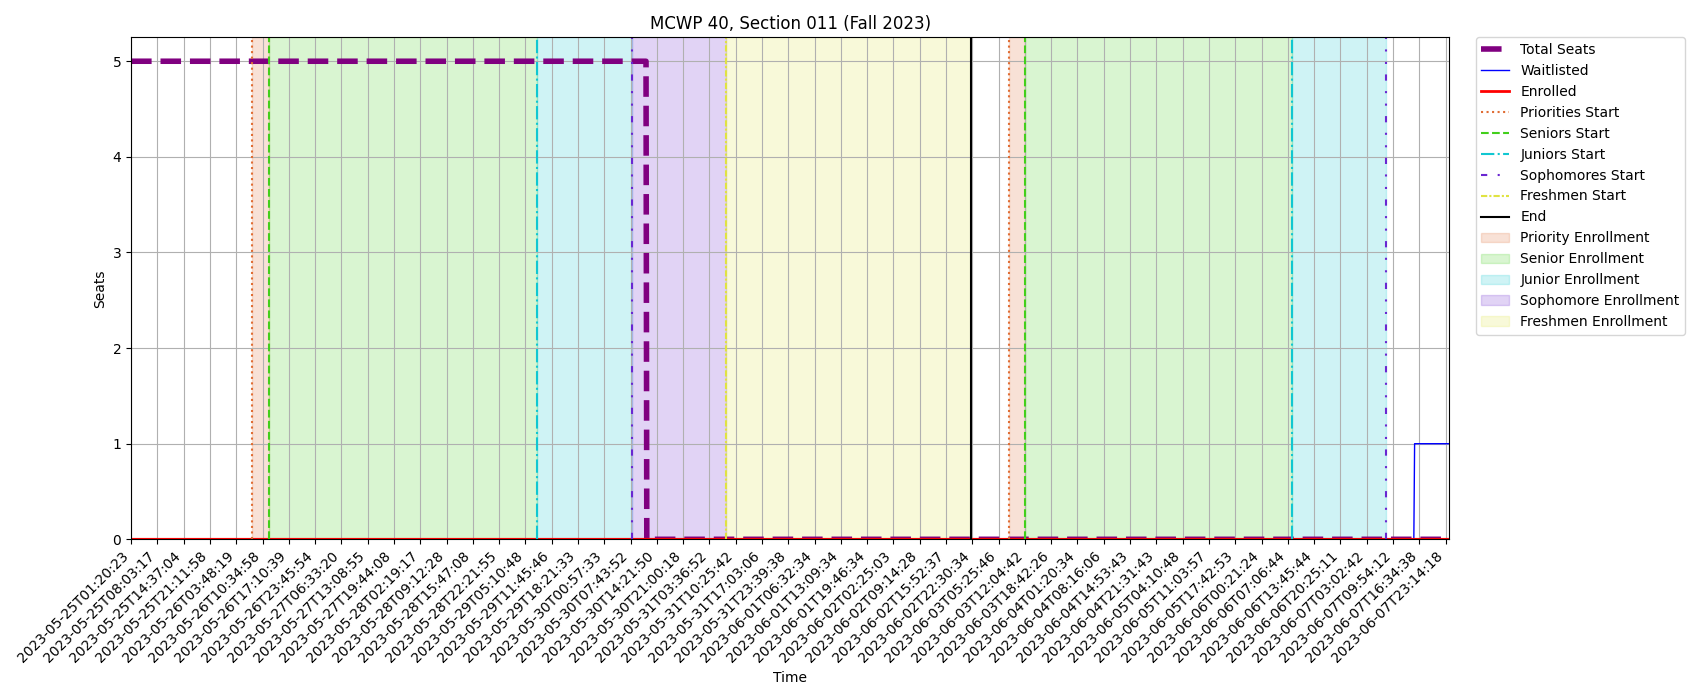 MCWP 40, Section 011 (Fall 2023)
Total Seats
Waitlisted
Enrolled
Priorities Start
Seniors Start
Juniors Start
Sophomores Start
Freshmen Start
End
Priority Enrollment
Senior Enrollment
Junior Enrollment
Sophomore Enrollment
Freshmen Enrollment
Seats
5
4
3
2
1
0
2023-05-25T01:20:23
2023-05-25T08:03:17
2023-05-25T14:37:04
2023-05-25T21:11:58
2023-05-26T03:48:19
2023-05-26T10:34:58
2023-05-26T17:10:39
2023-05-26T23:45:54
2023-05-27T06:33:20
2023-05-27T13:08:55
2023-05-27T19:44:08
2023-05-28T02:19:17
2023-05-28T09:12:28
2023-05-28T15:47:08
2023-05-28T22:21:55
2023-05-29T05:10:48
2023-05-29T11:45:46
2023-05-29T18:21:33
2023-05-30T00:57:33
2023-05-30T07:43:52
2023-05-30T14:21:50
2023-05-30T21:00:18
2023-05-31T03:36:52
2023-05-31T10:25:42
2023-05-31T17:03:06
2023-05-31T23:39:38
2023-06-01T06:32:34
2023-06-01T13:09:34
2023-06-01T19:46:34
2023-06-02T02:25:03
2023-06-02T09:14:28
2023-06-02T15:52:37
2023-06-02T22:30:34
2023-06-03T05:25:46
2023-06-03T12:04:42
2023-06-03T18:42:26
2023-06-04T01:20:34
2023-06-04T08:16:06
2023-06-04T14:53:43
2023-06-04T21:31:43
2023-06-05T04:10:48
2023-06-05T11:03:57
2023-06-05T17:42:53
2023-06-06T00:21:24
2023-06-06T07:06:44
2023-06-06T13:45:44
2023-06-06T20:25:11
2023-06-07T03:02:42
2023-06-07T09:54:12
2023-06-07T16:34:38
2023-06-07T23:14:18
Time